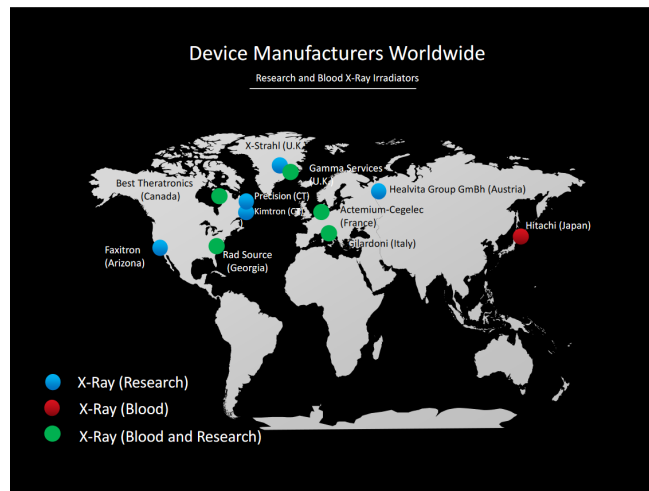 Device Manufacturers Worldwide
Research and Blood X-Ray Irradiators
X-Strahl (U.K.)
Gamma Services
(U.K.)
Best Theratronics
(Canada)
Precision (CT)
Kimtron (CT)
Healvita Group GmBh (Austria)
Actemium-Cegelec
(France)
Hitachi (Japan)
Gilardoni (Italy)
Faxitron
(Arizona)
Rad Source
(Georgia)
X-Ray (Research)
X-Ray (Blood)
X-Ray (Blood and Research)